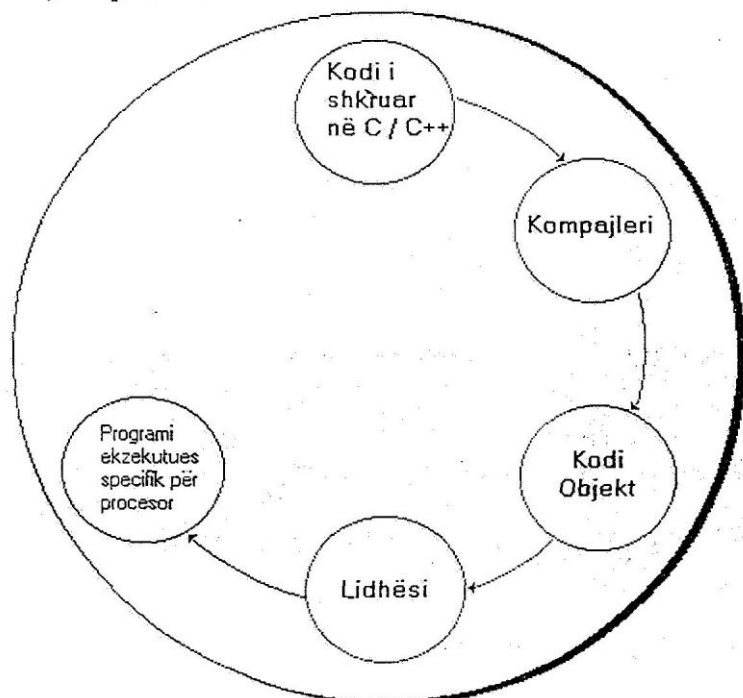 Kodi i
shkruar
në C / C++
Kompajleri
Kodi
Objekt
Lidhësi
Programi
ekzekutues
specifik për
procesor